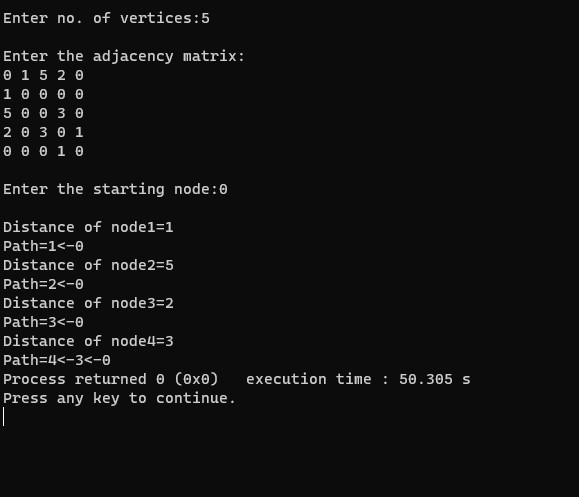 Enter no. of vertices:5
Enter the adjacency matrix:
0 1 5 2 0
1 0 0 0 0
5 0 0 3 0
2 0 3 0 1
0 0 0 1 0
Enter the starting node:0
Distance of node1=1
Path=1<-0
Distance of node2=5
Path=2<-0
Distance of node3=2
Path=3<-0
Distance of node4=3
Path=4<-3<-0
Process returned 0 (0x0)   execution time : 50.305 s
Press any key to continue.